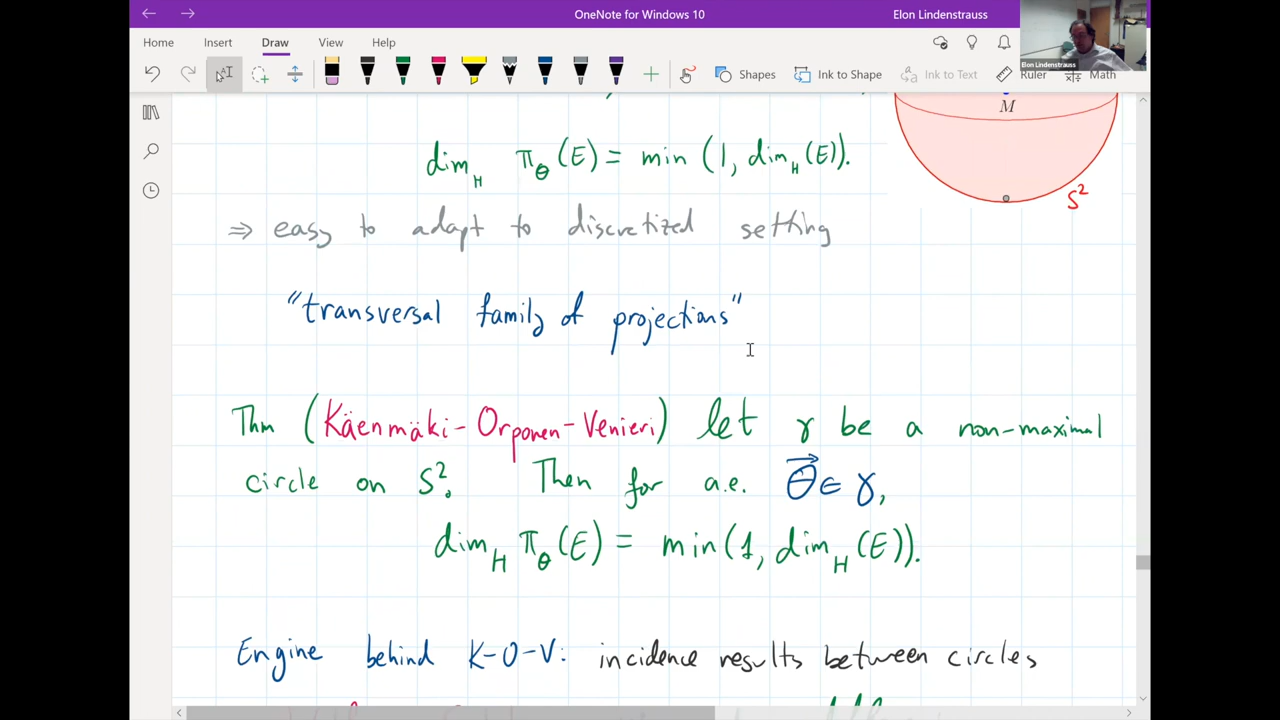 OneNote for Windows 10
Elon Lindenstrauss
Home Insert Draw View Help
Elon Lindenstrauss
Shapes Ink to Shape Ink to Text Ruler Math
M
dim_H π_θ(E) = min (1, dim_H(E)).
S²
⇒ easy to adapt to discretized setting
"transversal family of projections"
Thm (Käenmäki-Orponen-Venieri) let γ be a non-maximal
circle on S². Then for a.e. θ⃗ ∈ γ,
dim_H π_θ(E) = min(1, dim_H(E)).
Engine behind K-O-V: incidence results between circles